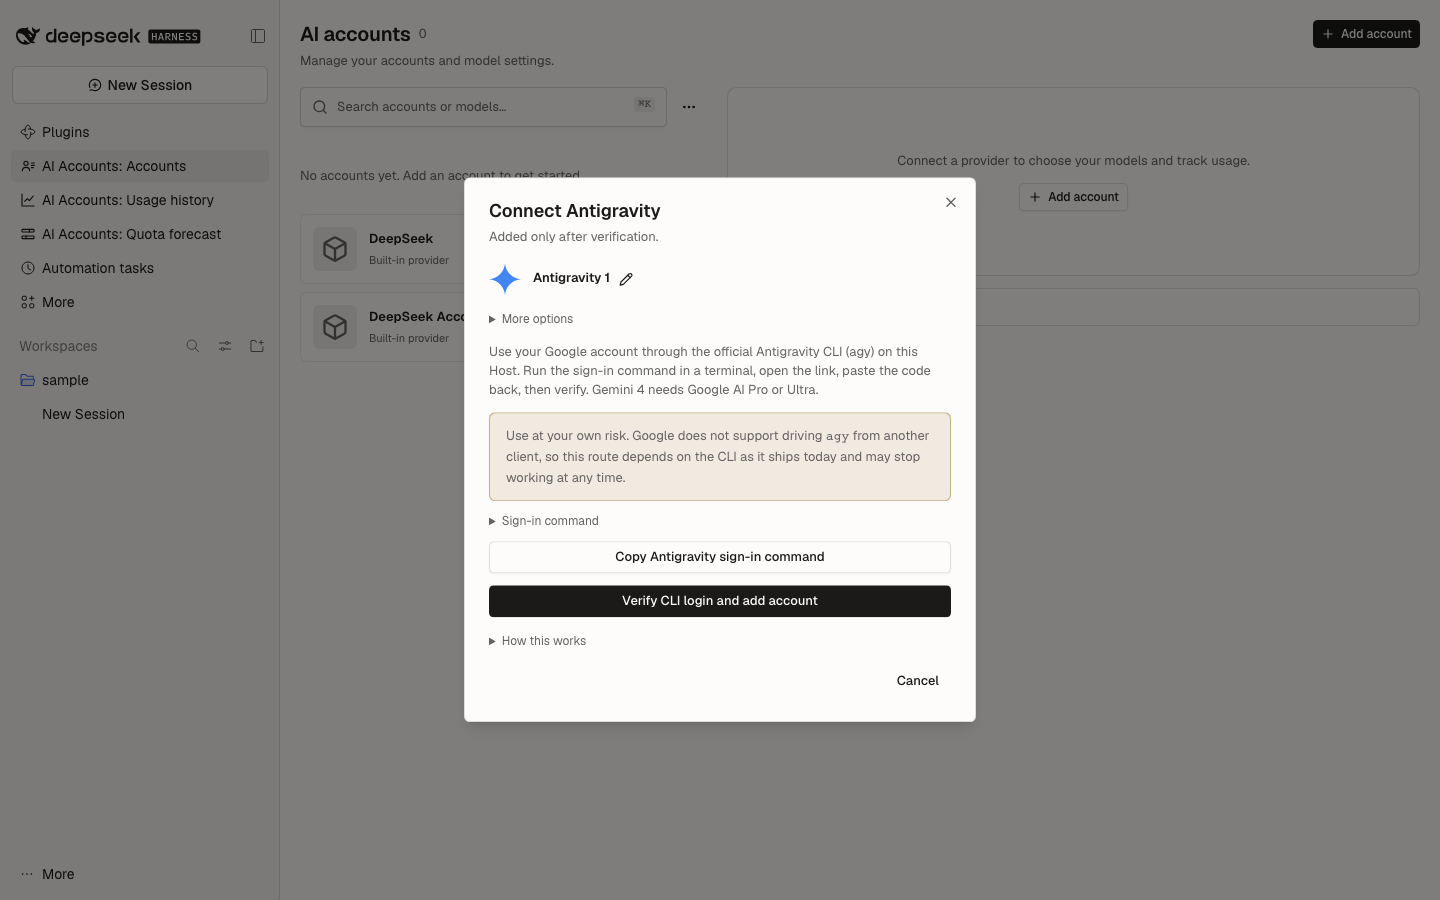 deepseek HARNESS
New Session
Plugins
AI Accounts: Accounts
AI Accounts: Usage history
AI Accounts: Quota forecast
Automation tasks
More
Workspaces
sample
New Session
More
AI accounts 0
Manage your accounts and model settings.
Add account
Search accounts or models... ⌘K
No accounts yet. Add an account to get started.
DeepSeek
Built-in provider
DeepSeek Acco
Built-in provider
Connect a provider to choose your models and track usage.
Add account
Connect Antigravity
Added only after verification.
Antigravity 1
More options
Use your Google account through the official Antigravity CLI (agy) on this
Host. Run the sign-in command in a terminal, open the link, paste the code
back, then verify. Gemini 4 needs Google AI Pro or Ultra.
Use at your own risk. Google does not support driving agy from another
client, so this route depends on the CLI as it ships today and may stop
working at any time.
Sign-in command
Copy Antigravity sign-in command
Verify CLI login and add account
How this works
Cancel